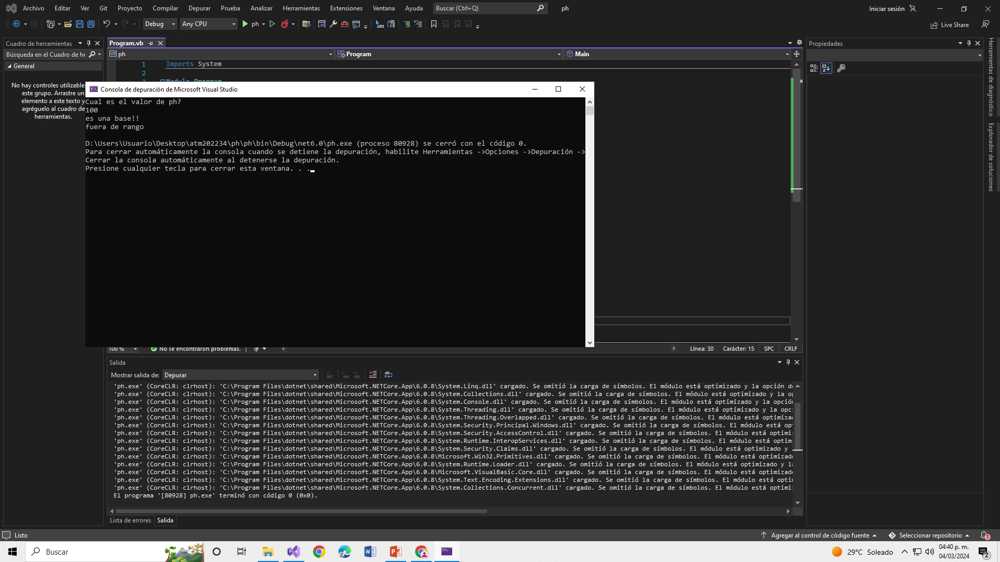 Archivo Editar Ver Git Proyecto Compilar Depurar Prueba Analizar Herramientas Extensiones Ventana Ayuda Buscar (Ctrl+Q) ph Iniciar sesión
Debug Any CPU ph Live Share
Cuadro de herramientas
Búsqueda en el Cuadro de he
General
No hay controles utilizables
este grupo. Arrastre un
elemento a este texto y
agréguelo al cuadro de
herramientas.
Program.vb
ph Program Main
1 Imports System
2
Module Program
Consola de depuración de Microsoft Visual Studio
Cual es el valor de ph?
100
es una base!!
fuera de rango
D:\Users\Usuario\Desktop\atm202234\ph\ph\bin\Debug\net6.0\ph.exe (proceso 80928) se cerró con el código 0.
Para cerrar automáticamente la consola cuando se detiene la depuración, habilite Herramientas ->Opciones ->Depuración ->
Cerrar la consola automáticamente al detenerse la depuración.
Presione cualquier tecla para cerrar esta ventana. . .
100 % No se encontraron problemas. Línea: 30 Carácter: 15 SPC CRLF
Propiedades
Herramientas de diagnóstico
Explorador de soluciones
Salida
Mostrar salida de: Depurar
'ph.exe' (CoreCLR: clrhost): 'C:\Program Files\dotnet\shared\Microsoft.NETCore.App\6.0.8\System.Linq.dll' cargado. Se omitió la carga de símbolos. El módulo está optimizado y la opción de
'ph.exe' (CoreCLR: clrhost): 'C:\Program Files\dotnet\shared\Microsoft.NETCore.App\6.0.8\System.Collections.dll' cargado. Se omitió la carga de símbolos. El módulo está optimizado y la op
'ph.exe' (CoreCLR: clrhost): 'C:\Program Files\dotnet\shared\Microsoft.NETCore.App\6.0.8\System.Console.dll' cargado. Se omitió la carga de símbolos. El módulo está optimizado y la opción
'ph.exe' (CoreCLR: clrhost): 'C:\Program Files\dotnet\shared\Microsoft.NETCore.App\6.0.8\System.Threading.dll' cargado. Se omitió la carga de símbolos. El módulo está optimizado y la opci
'ph.exe' (CoreCLR: clrhost): 'C:\Program Files\dotnet\shared\Microsoft.NETCore.App\6.0.8\System.Threading.Overlapped.dll' cargado. Se omitió la carga de símbolos. El módulo está optimizad
'ph.exe' (CoreCLR: clrhost): 'C:\Program Files\dotnet\shared\Microsoft.NETCore.App\6.0.8\System.Security.Principal.Windows.dll' cargado. Se omitió la carga de símbolos. El módulo está opt
'ph.exe' (CoreCLR: clrhost): 'C:\Program Files\dotnet\shared\Microsoft.NETCore.App\6.0.8\System.Security.AccessControl.dll' cargado. Se omitió la carga de símbolos. El módulo está optimiz
'ph.exe' (CoreCLR: clrhost): 'C:\Program Files\dotnet\shared\Microsoft.NETCore.App\6.0.8\System.Runtime.InteropServices.dll' cargado. Se omitió la carga de símbolos. El módulo está optimi
'ph.exe' (CoreCLR: clrhost): 'C:\Program Files\dotnet\shared\Microsoft.NETCore.App\6.0.8\System.Security.Claims.dll' cargado. Se omitió la carga de símbolos. El módulo está optimizado y l
'ph.exe' (CoreCLR: clrhost): 'C:\Program Files\dotnet\shared\Microsoft.NETCore.App\6.0.8\Microsoft.Win32.Primitives.dll' cargado. Se omitió la carga de símbolos. El módulo está optimizado
'ph.exe' (CoreCLR: clrhost): 'C:\Program Files\dotnet\shared\Microsoft.NETCore.App\6.0.8\System.Runtime.Loader.dll' cargado. Se omitió la carga de símbolos. El módulo está optimizado y la
'ph.exe' (CoreCLR: clrhost): 'C:\Program Files\dotnet\shared\Microsoft.NETCore.App\6.0.8\Microsoft.VisualBasic.Core.dll' cargado. Se omitió la carga de símbolos. El módulo está optimizado
'ph.exe' (CoreCLR: clrhost): 'C:\Program Files\dotnet\shared\Microsoft.NETCore.App\6.0.8\System.Text.Encoding.Extensions.dll' cargado. Se omitió la carga de símbolos. El módulo está optim
'ph.exe' (CoreCLR: clrhost): 'C:\Program Files\dotnet\shared\Microsoft.NETCore.App\6.0.8\System.Collections.Concurrent.dll' cargado. Se omitió la carga de símbolos. El módulo está optimi
El programa '[80928] ph.exe' terminó con código 0 (0x0).
Lista de errores Salida
Listo Agregar al control de código fuente Seleccionar repositorio 1
Buscar 29°C Soleado 04:40 p. m.
04/03/2024 2